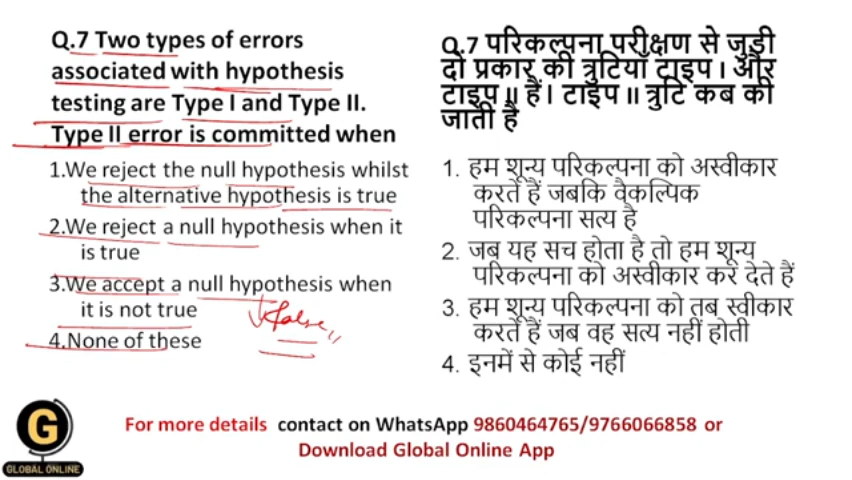 Q.7 Two types of errors
associated with hypothesis
testing are Type I and Type II.
Type II error is committed when
1.We reject the null hypothesis whilst
the alternative hypothesis is true
2.We reject a null hypothesis when it
is true
3.We accept a null hypothesis when
it is not true
false
4.None of these
Q.7 परिकल्पना परीक्षण से जुड़ी
दो प्रकार की त्रुटियाँ टाइप I और
टाइप II हैं। टाइप II त्रुटि कब की
जाती है
1. हम शून्य परिकल्पना को अस्वीकार
करते हैं जबकि वैकल्पिक
परिकल्पना सत्य है
2. जब यह सच होता है तो हम शून्य
परिकल्पना को अस्वीकार कर देते हैं
3. हम शून्य परिकल्पना को तब स्वीकार
करते हैं जब वह सत्य नहीं होती
4. इनमें से कोई नहीं
G
GLOBAL ONLINE
For more details contact on WhatsApp 9860464765/9766066858 or
Download Global Online App